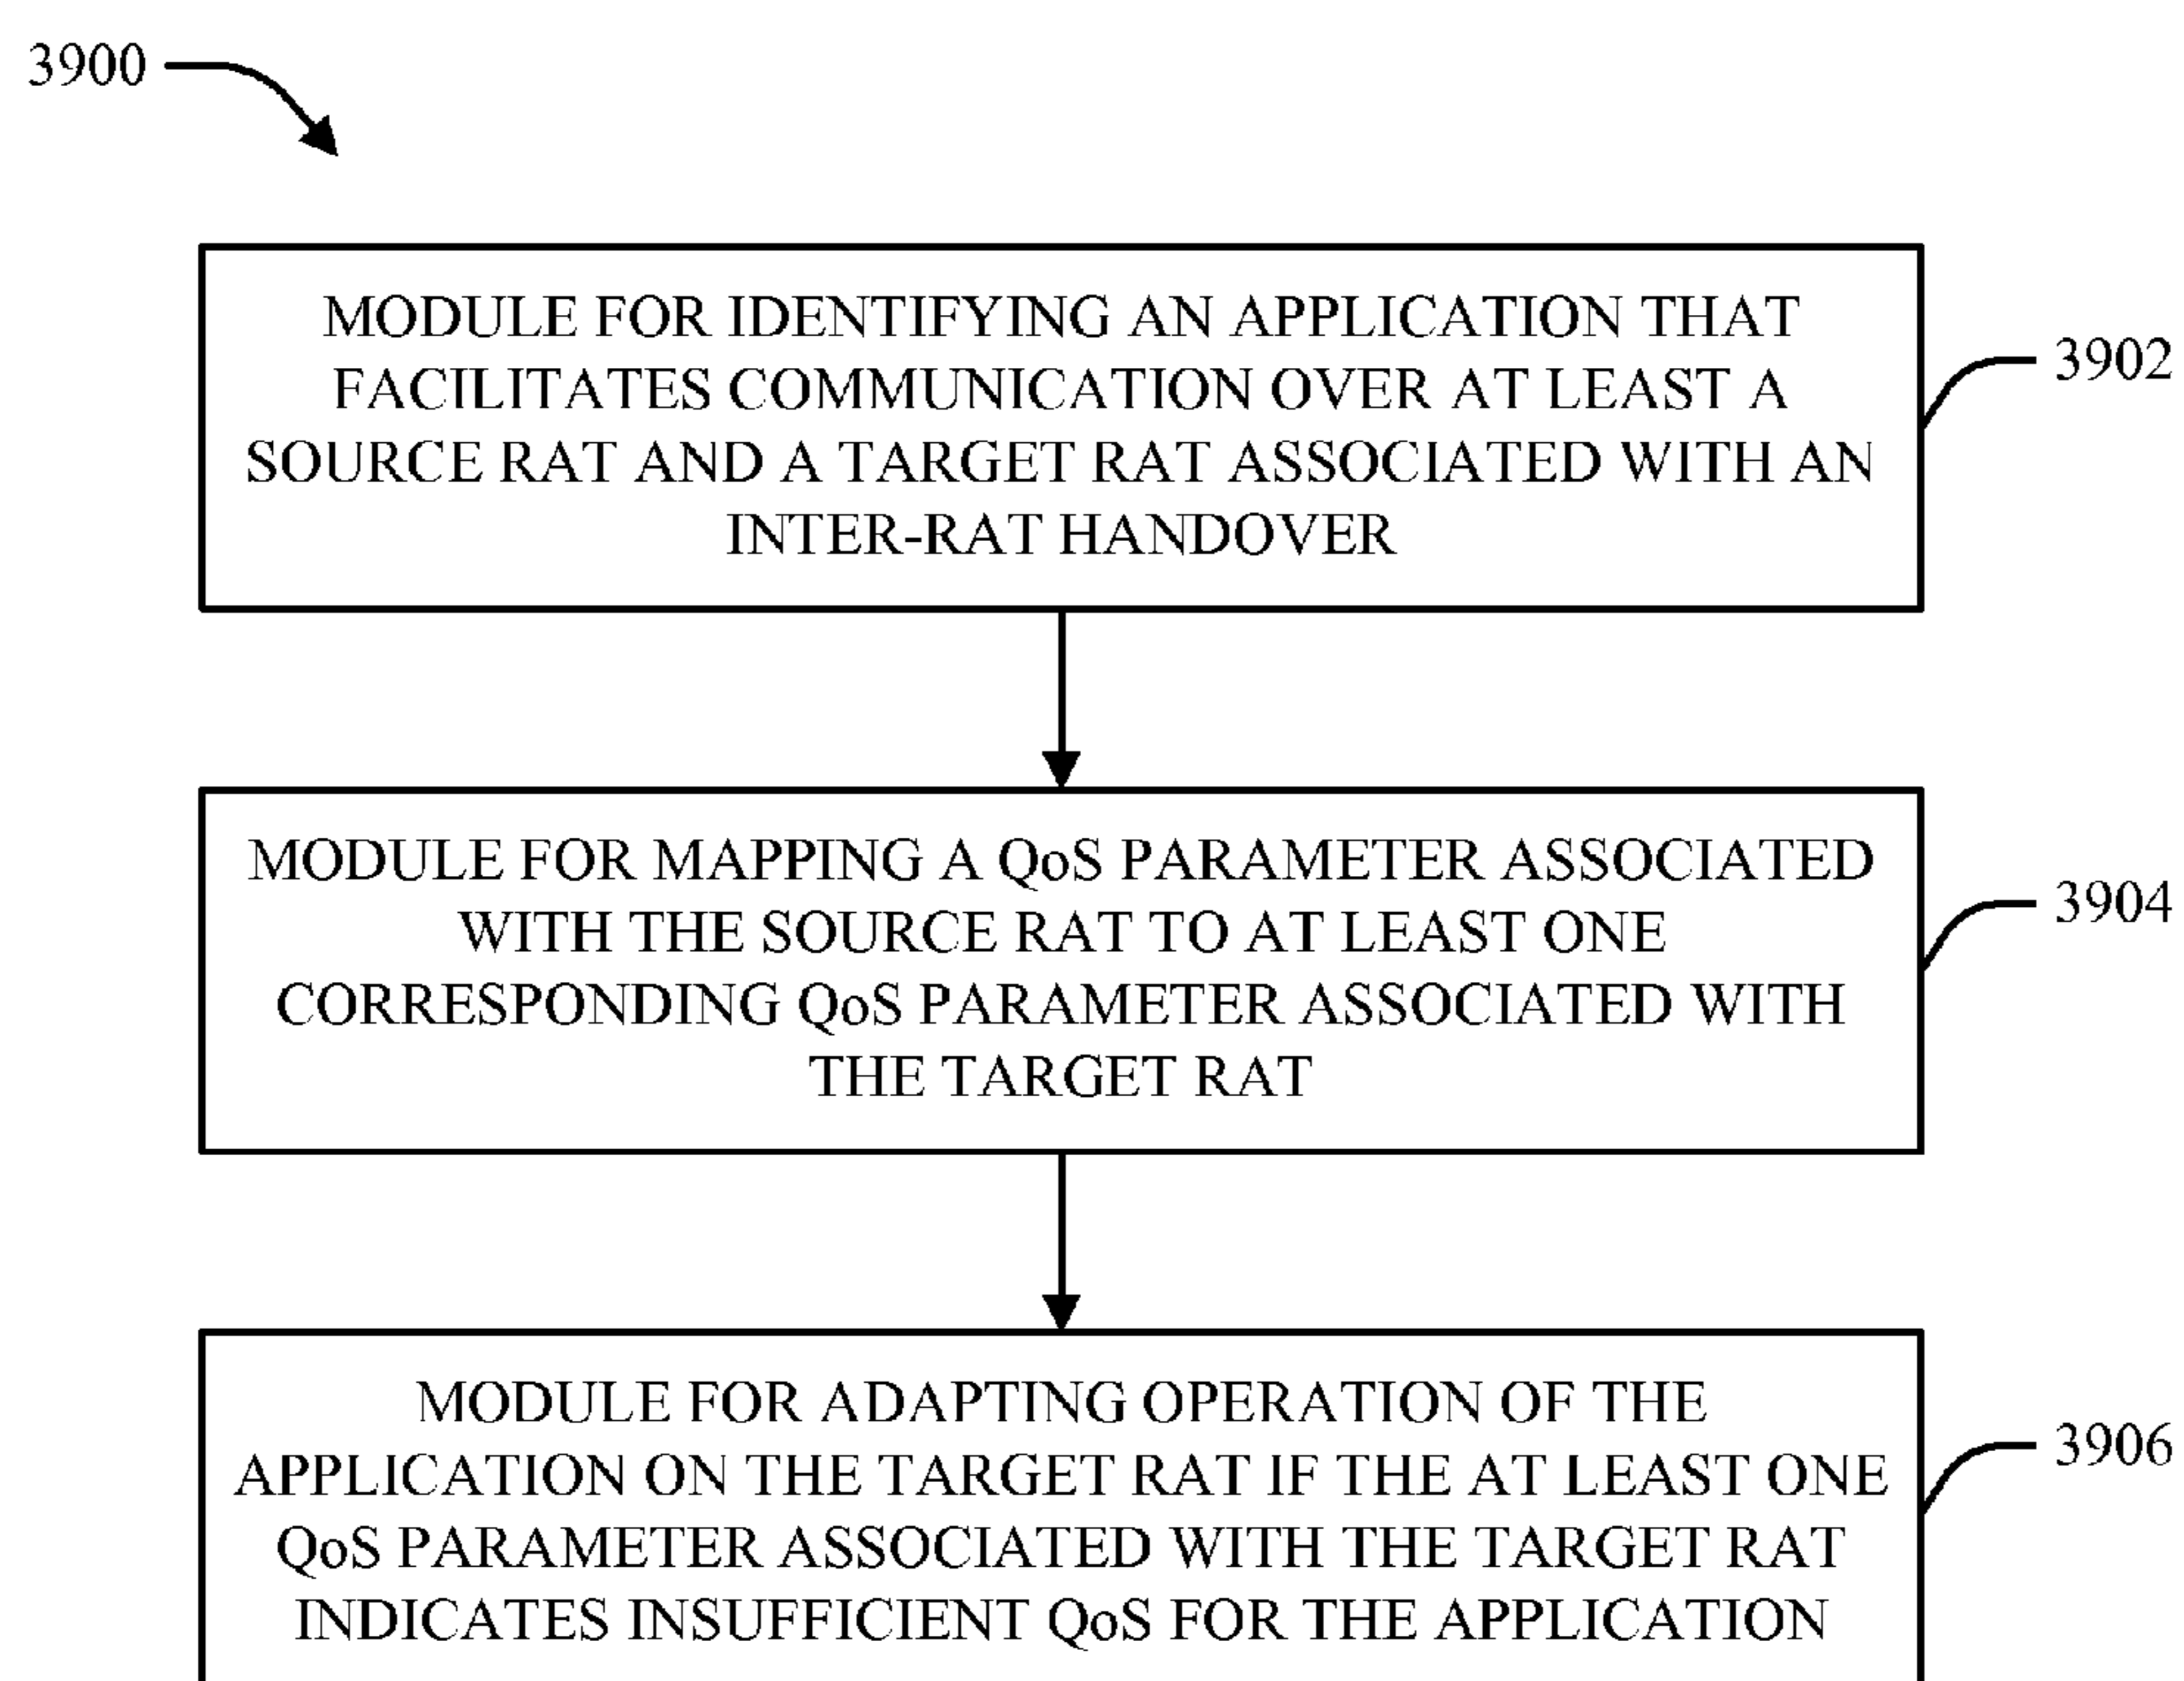 3900
MODULE FOR IDENTIFYING AN APPLICATION THAT
FACILITATES COMMUNICATION OVER AT LEAST A
SOURCE RAT AND A TARGET RAT ASSOCIATED WITH AN
INTER-RAT HANDOVER
3902
MODULE FOR MAPPING A QoS PARAMETER ASSOCIATED
WITH THE SOURCE RAT TO AT LEAST ONE
CORRESPONDING QoS PARAMETER ASSOCIATED WITH
THE TARGET RAT
3904
MODULE FOR ADAPTING OPERATION OF THE
APPLICATION ON THE TARGET RAT IF THE AT LEAST ONE
QoS PARAMETER ASSOCIATED WITH THE TARGET RAT
INDICATES INSUFFICIENT QoS FOR THE APPLICATION
3906